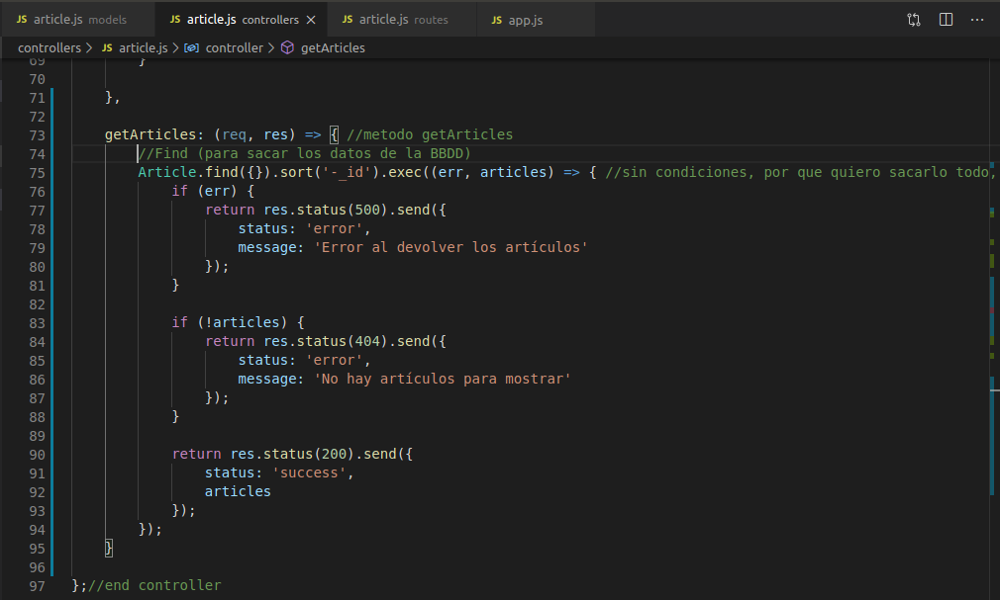 JS article.js models JS article.js controllers × JS article.js routes JS app.js ...
controllers > JS article.js > controller > getArticles
69 }
70
71 },
72
73 getArticles: (req, res) => { //metodo getArticles
74 //Find (para sacar los datos de la BBDD)
75 Article.find({}).sort('-_id').exec((err, articles) => { //sin condiciones, por que quiero sacarlo todo,
76 if (err) {
77 return res.status(500).send({
78 status: 'error',
79 message: 'Error al devolver los artículos'
80 });
81 }
82
83 if (!articles) {
84 return res.status(404).send({
85 status: 'error',
86 message: 'No hay artículos para mostrar'
87 });
88 }
89
90 return res.status(200).send({
91 status: 'success',
92 articles
93 });
94 });
95 }
96
97 };//end controller